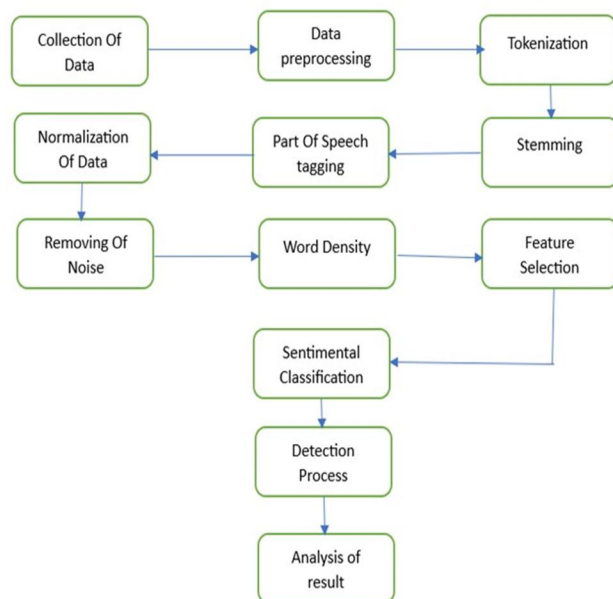 Collection Of
Data
Data
preprocessing
Tokenization
Stemming
Part Of Speech
tagging
Normalization
Of Data
Removing Of
Noise
Word Density
Feature
Selection
Sentimental
Classification
Detection
Process
Analysis of
result